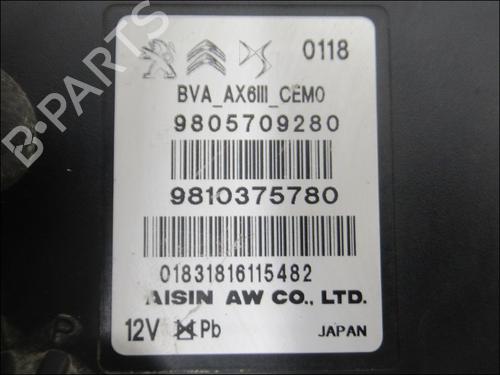 0118
BVA_AX6III_CEM0
9805709280
9810375780
01831816115482
AISIN AW CO., LTD.
12V Pb JAPAN
P
B-PARTS